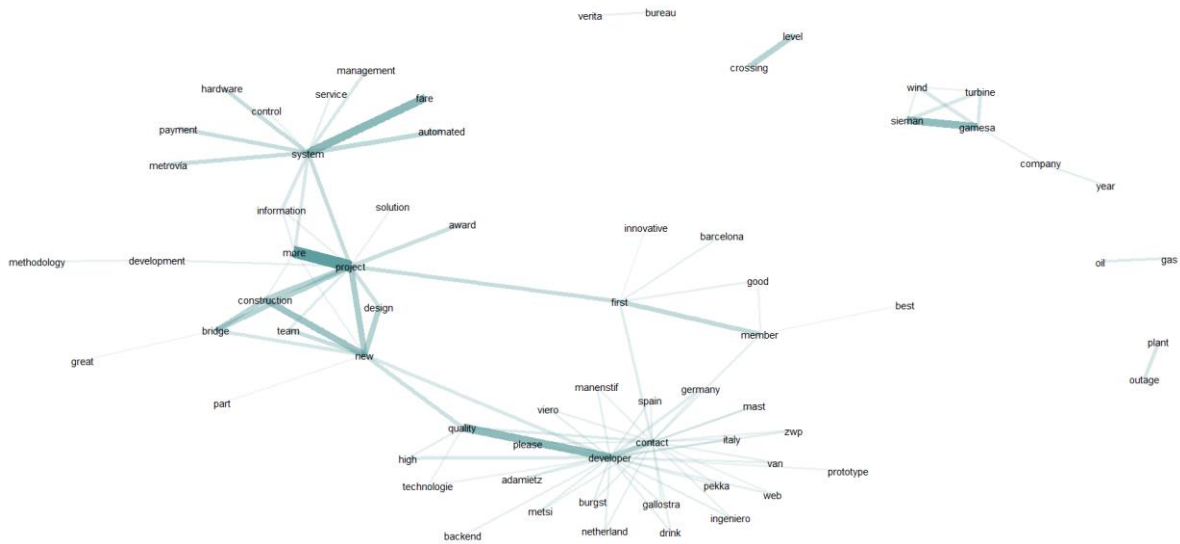 verita
bureau
level
crossing
management
hardware
service
fare
control
payment
automated
system
metrovia
wind
turbine
sieman
gamesa
company
year
information
solution
award
innovative
barcelona
more
methodology
development
project
oil
gas
good
construction
design
first
best
bridge
team
member
new
great
plant
outage
part
manenstif
germany
spain
viero
mast
quality
please
contact
italy
zwp
high
developer
van
prototype
technologie
adamietz
pekka
web
burgst
gallostra
metsi
ingeniero
backend
netherland
drink